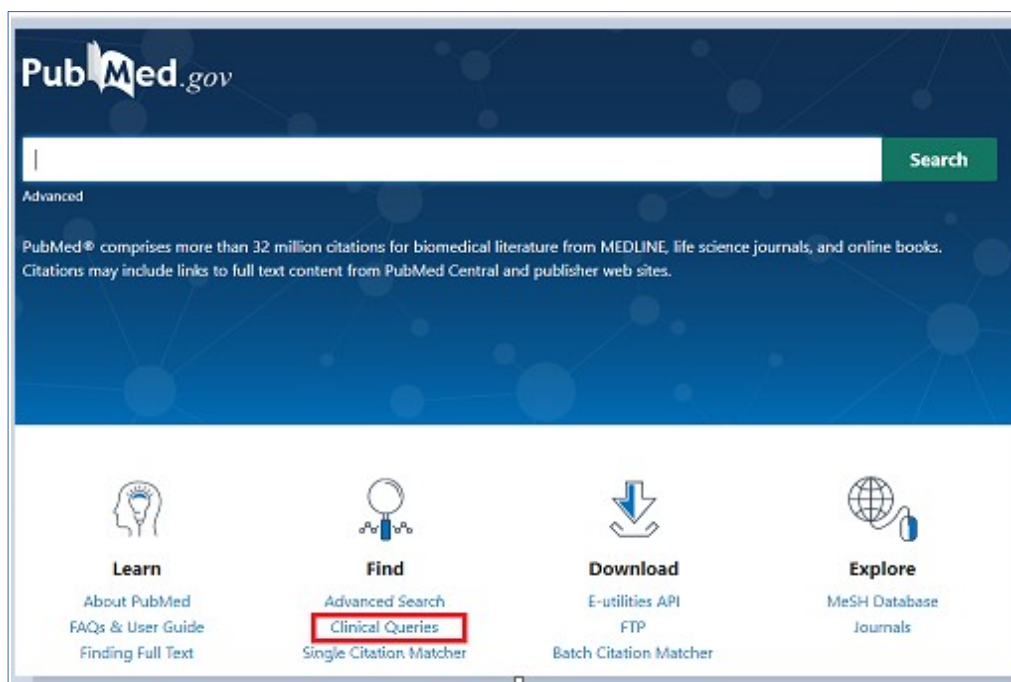 PubMed.gov
Search
Advanced
PubMed® comprises more than 32 million citations for biomedical literature from MEDLINE, life science journals, and online books.
Citations may include links to full text content from PubMed Central and publisher web sites.
Learn
About PubMed
FAQs & User Guide
Finding Full Text
Find
Advanced Search
Clinical Queries
Single Citation Matcher
Download
E-utilities API
FTP
Batch Citation Matcher
Explore
MeSH Database
Journals